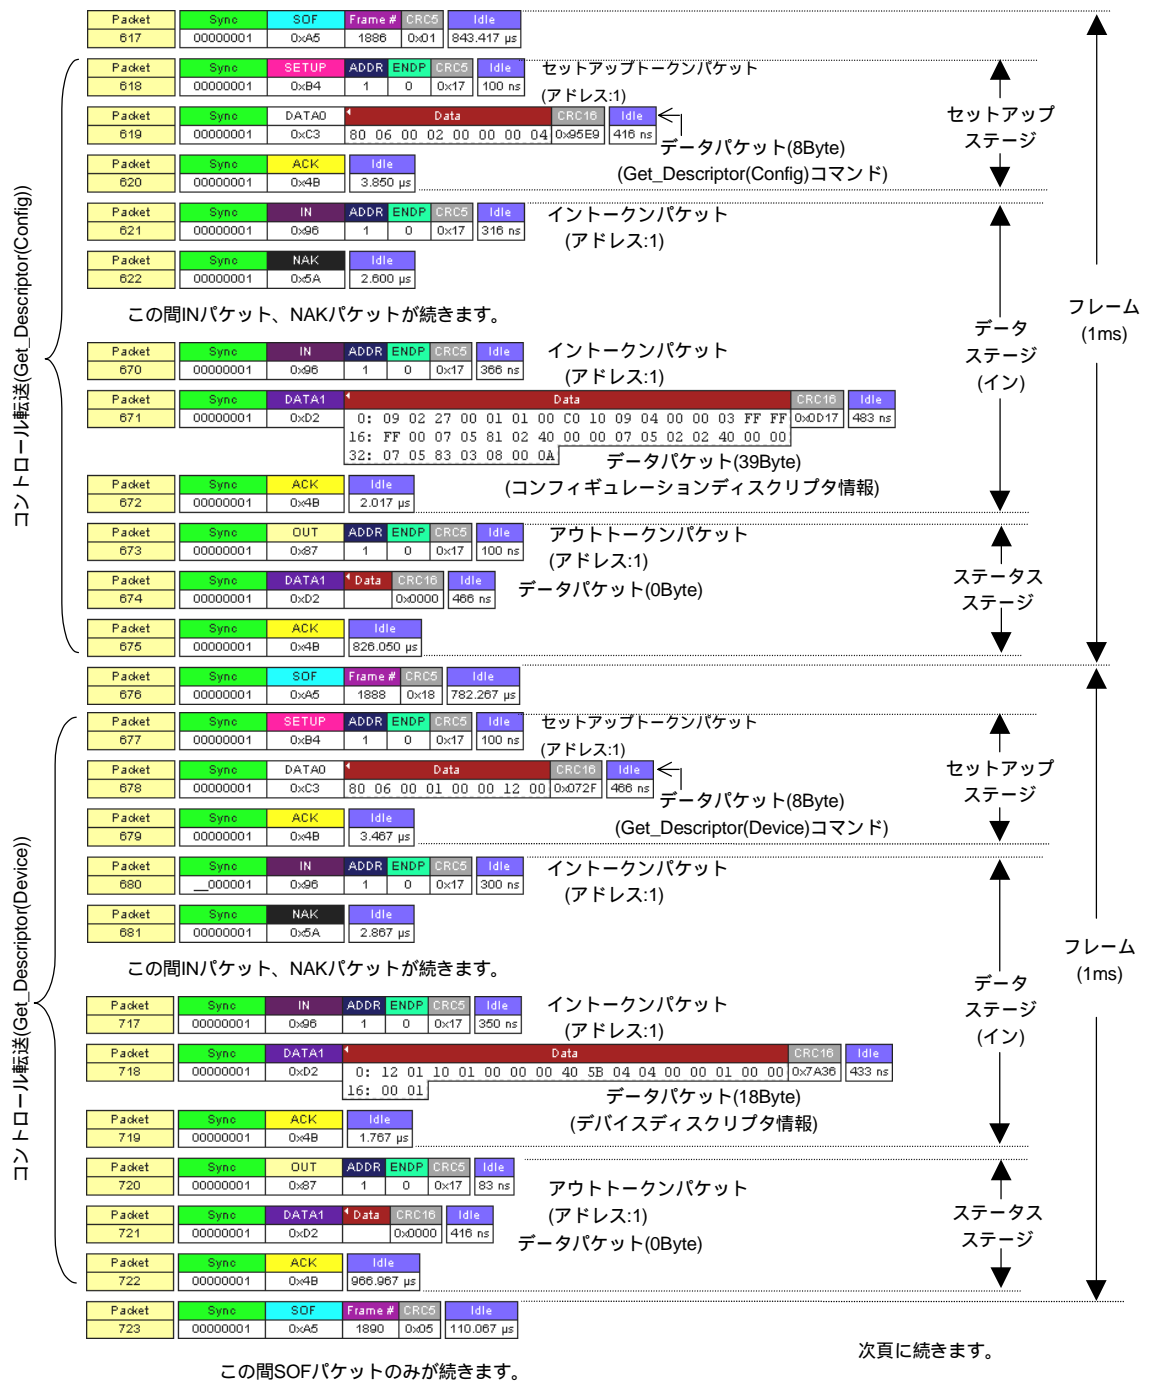 Packet Sync SOF Frame # CRC5 Idle
617 00000001 0xA5 1886 0x01 843.417 μs
Packet Sync SETUP ADDR ENDP CRC5 Idle
618 00000001 0xB4 1 0 0x17 100 ns
セットアップトークンパケット
(アドレス:1)
Packet Sync DATA0 Data CRC16 Idle
619 00000001 0xC3 80 06 00 02 00 00 00 04 0x95E9 416 ns
データパケット(8Byte)
(Get_Descriptor(Config)コマンド)
Packet Sync ACK Idle
620 00000001 0x4B 3.850 μs
セットアップ
ステージ
Packet Sync IN ADDR ENDP CRC5 Idle
621 00000001 0x96 1 0 0x17 316 ns
イントークンパケット
(アドレス:1)
Packet Sync NAK Idle
622 00000001 0x5A 2.600 μs
この間INパケット、NAKパケットが続きます。
コントロール転送(Get_Descriptor(Config))
フレーム
(1ms)
データ
ステージ
(イン)
Packet Sync IN ADDR ENDP CRC5 Idle
670 00000001 0x96 1 0 0x17 366 ns
イントークンパケット
(アドレス:1)
Packet Sync DATA1 Data CRC16 Idle
671 00000001 0xD2 0: 09 02 27 00 01 01 00 C0 10 09 04 00 00 03 FF FF 0x0D17 483 ns
16: FF 00 07 05 81 02 40 00 00 07 05 02 02 40 00 00
32: 07 05 83 03 08 00 0A
データパケット(39Byte)
(コンフィギュレーションディスクリプタ情報)
Packet Sync ACK Idle
672 00000001 0x4B 2.017 μs
Packet Sync OUT ADDR ENDP CRC5 Idle
673 00000001 0x87 1 0 0x17 100 ns
アウトトークンパケット
(アドレス:1)
Packet Sync DATA1 Data CRC16 Idle
674 00000001 0xD2 0x0000 466 ns
データパケット(0Byte)
ステータス
ステージ
Packet Sync ACK Idle
675 00000001 0x4B 826.050 μs
Packet Sync SOF Frame # CRC5 Idle
676 00000001 0xA5 1888 0x18 782.267 μs
Packet Sync SETUP ADDR ENDP CRC5 Idle
677 00000001 0xB4 1 0 0x17 100 ns
セットアップトークンパケット
(アドレス:1)
Packet Sync DATA0 Data CRC16 Idle
678 00000001 0xC3 80 06 00 01 00 00 12 00 0x072F 466 ns
データパケット(8Byte)
(Get_Descriptor(Device)コマンド)
Packet Sync ACK Idle
679 00000001 0x4B 3.467 μs
セットアップ
ステージ
Packet Sync IN ADDR ENDP CRC5 Idle
680 __000001 0x96 1 0 0x17 300 ns
イントークンパケット
(アドレス:1)
Packet Sync NAK Idle
681 00000001 0x5A 2.867 μs
この間INパケット、NAKパケットが続きます。
コントロール転送(Get_Descriptor(Device))
フレーム
(1ms)
データ
ステージ
(イン)
Packet Sync IN ADDR ENDP CRC5 Idle
717 00000001 0x96 1 0 0x17 350 ns
イントークンパケット
(アドレス:1)
Packet Sync DATA1 Data CRC16 Idle
718 00000001 0xD2 0: 12 01 10 01 00 00 00 40 5B 04 04 00 00 01 00 00 0x7A36 433 ns
16: 00 01
データパケット(18Byte)
(デバイスディスクリプタ情報)
Packet Sync ACK Idle
719 00000001 0x4B 1.767 μs
Packet Sync OUT ADDR ENDP CRC5 Idle
720 00000001 0x87 1 0 0x17 83 ns
アウトトークンパケット
(アドレス:1)
Packet Sync DATA1 Data CRC16 Idle
721 00000001 0xD2 0x0000 416 ns
データパケット(0Byte)
ステータス
ステージ
Packet Sync ACK Idle
722 00000001 0x4B 966.967 μs
Packet Sync SOF Frame # CRC5 Idle
723 00000001 0xA5 1890 0x05 110.067 μs
次頁に続きます。
この間SOFパケットのみが続きます。